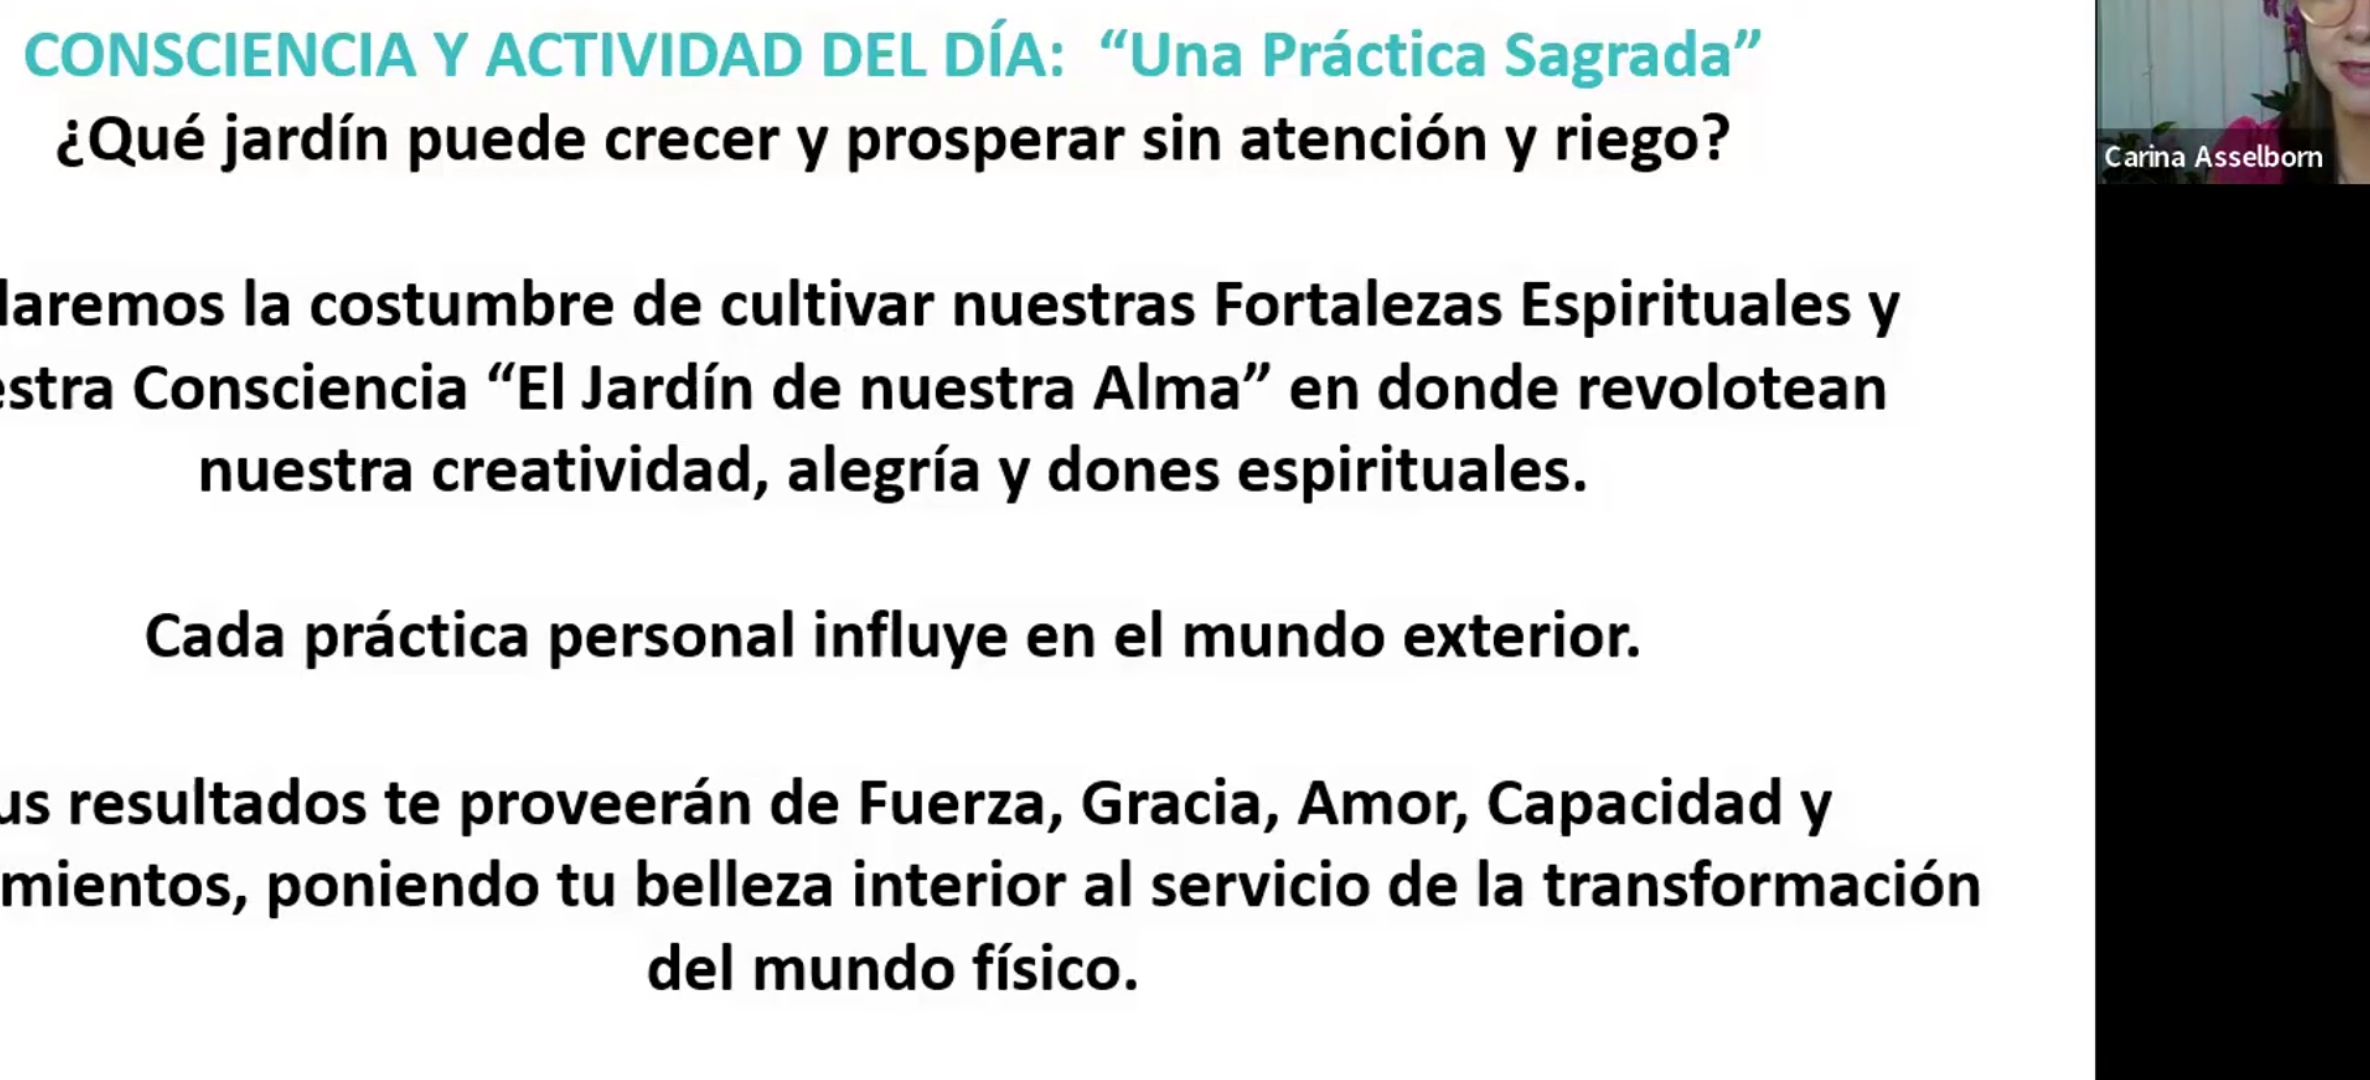 CONSCIENCIA Y ACTIVIDAD DEL DÍA: “Una Práctica Sagrada”
¿Qué jardín puede crecer y prosperar sin atención y riego?
laremos la costumbre de cultivar nuestras Fortalezas Espirituales y
estra Consciencia “El Jardín de nuestra Alma” en donde revolotean
nuestra creatividad, alegría y dones espirituales.
Cada práctica personal influye en el mundo exterior.
us resultados te proveerán de Fuerza, Gracia, Amor, Capacidad y
mientos, poniendo tu belleza interior al servicio de la transformación
del mundo físico.
Carina Asselborn